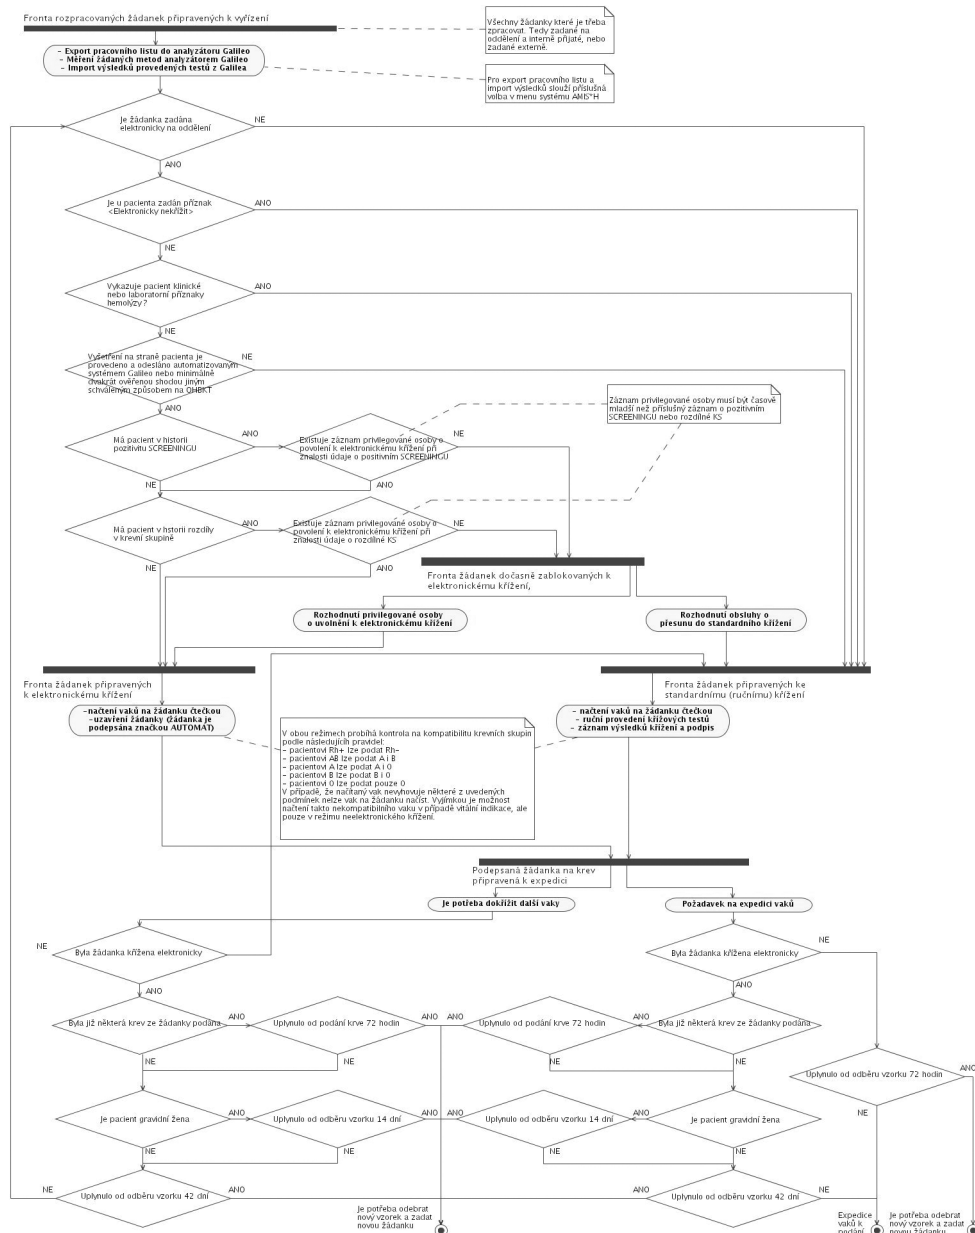 Fronta rozpracovaných žádanek připravených k vyřízení
Všechny žádanky které je třeba
zpracovat. Tedy zadané na
oddělení a interně přijaté, nebo
zadané externě.
- Export pracovního listu do analyzátoru Galileo
- Měření žádaných metod analyzátorem Galileo
- Import výsledků provedených testů z Galilea
Pro export pracovního listu a
import výsledků slouží příslušná
volba v menu systému AMIS*H
Je žádanka zadána
elektronicky na oddělení
NE
ANO
Je u pacienta zadán příznak
<Elektronicky nekřížit>
ANO
NE
Vykazuje pacient klinické
nebo laboratorní příznaky
hemolýzy ?
ANO
NE
Vyšetření na straně pacienta je
provedeno a odesláno automatizovaným
systémem Galileo nebo minimálně
dvakrát ověřenou shodou jiným
schváleným způsobem na OHBKT
NE
ANO
Záznam privilegované osoby musí být časově
mladší než příslušný záznam o pozitivním
SCREENINGU nebo rozdílné KS
Má pacient v historii
pozitivitu SCREENINGU
ANO
Existuje záznam privilegované osoby o
povolení k elektronickému křížení při
znalosti údaje o positivním SCREENINGU
NE
NE
ANO
Má pacient v hstorii rozdíly
v krevní skupině
ANO
Existuje záznam privilegované osoby o
povolení k elektronickému křížení při
znalosti údaje o rozdílné KS
NE
NE
ANO
Fronta žádanek dočasně zablokovaných k
elektronickému křížení,
Rozhodnutí privilegované osoby
o uvolnění k elektronickému křížení
Rozhodnutí obsluhy o
přesunu do standardního křížení
Fronta žádanek připravených
k elektronickému křížení
Fronta žádanek připravených ke
standardnímu (ručnímu) křížení
-načtení vaků na žádanku čtečkou
-uzavření žádanky (žádanka je
podepsána značkou AUTOMAT)
- načtení vaků na žádanku čtečkou
- ruční provedení křížových testů
- záznam výsledků křížení a podpis
V obou režimech probíhá kontrola na kompatibilitu krevních skupin
podle následujících pravidel:
- pacientovi Rh+ lze podat Rh-
- pacientovi AB lze podat A i B
- pacientovi A lze podat A i 0
- pacientovi B lze podat B i 0
- pacientovi 0 lze podat pouze 0
V případě, že načítaný vak nevyhovuje některé z uvedených
podmínek nelze vak na žádanku načíst. Vyjímkou je možnost
načtení takto nekompatibilního vaku v případě vitální indikace, ale
pouze v režimu neelektronického křížení.
Podepsaná žádanka na krev
připravená k expedici
Je potřeba dokřížit další vaky
Požadavek na expedici vaků
NE
Byla žádanka křížena elektronicky
Byla žádanka křížena elektronicky
NE
ANO
ANO
Byla již některá krev ze žádanky podána
ANO
Uplynulo od podání krve 72 hodin
ANO
ANO
Uplynulo od podání krve 72 hodin
ANO
Byla již některá krev ze žádanky podána
NE
NE
NE
NE
Uplynulo od odběru vzorku 72 hodin
ANO
NE
Je pacient gravidní žena
ANO
Uplynulo od odběru vzorku 14 dní
ANO
ANO
Uplynulo od odběru vzorku 14 dní
ANO
Je pacient gravidní žena
NE
NE
NE
NE
NE
Uplynulo od odběru vzorku 42 dní
ANO
ANO
Uplynulo od odběru vzorku 42 dní
NE
Je potřeba odebrat
nový vzorek a zadat
novou žádanku
Expedice
vaků k
podání
Je potřeba odebrat
nový vzorek a zadat
novou žádanku